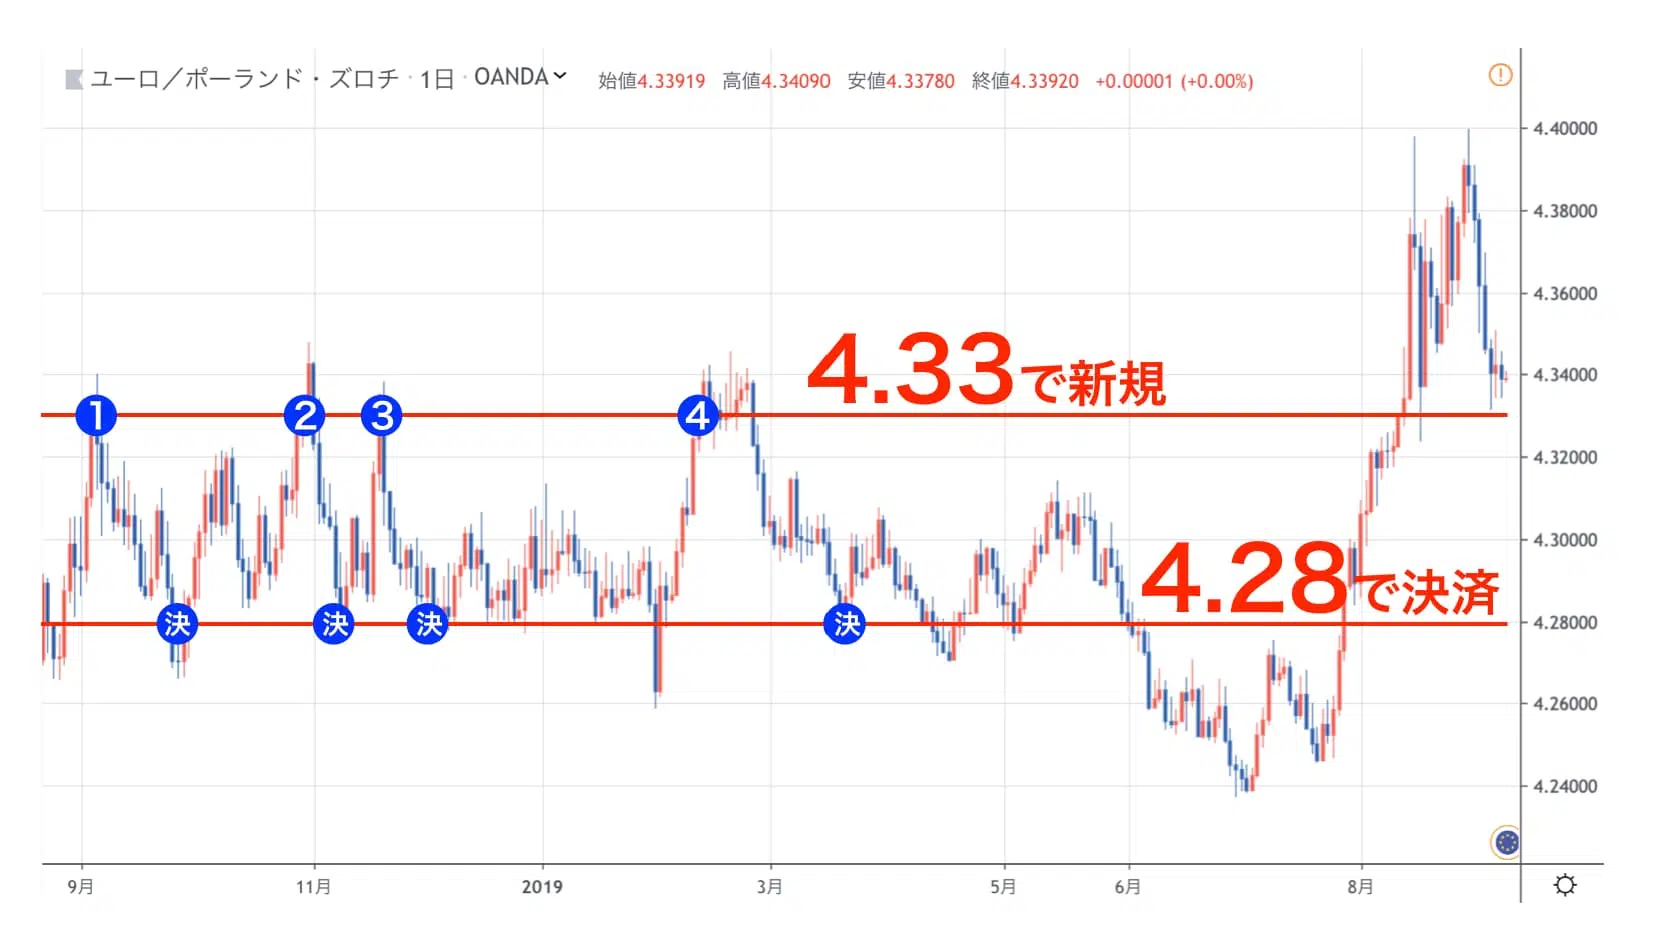 ユーロ／ポーランド・ズロチ · 1日 · OANDA 始値4.33919 高値4.34090 安値4.33780 終値4.33920 +0.00001 (+0.00%)
4.40000
4.38000
4.36000
4.33で新規
4.34000
1 2 3 4
4.32000
4.30000
4.28で決済
決 決 決 決
4.28000
4.26000
4.24000
9月 11月 2019 3月 5月 6月 8月